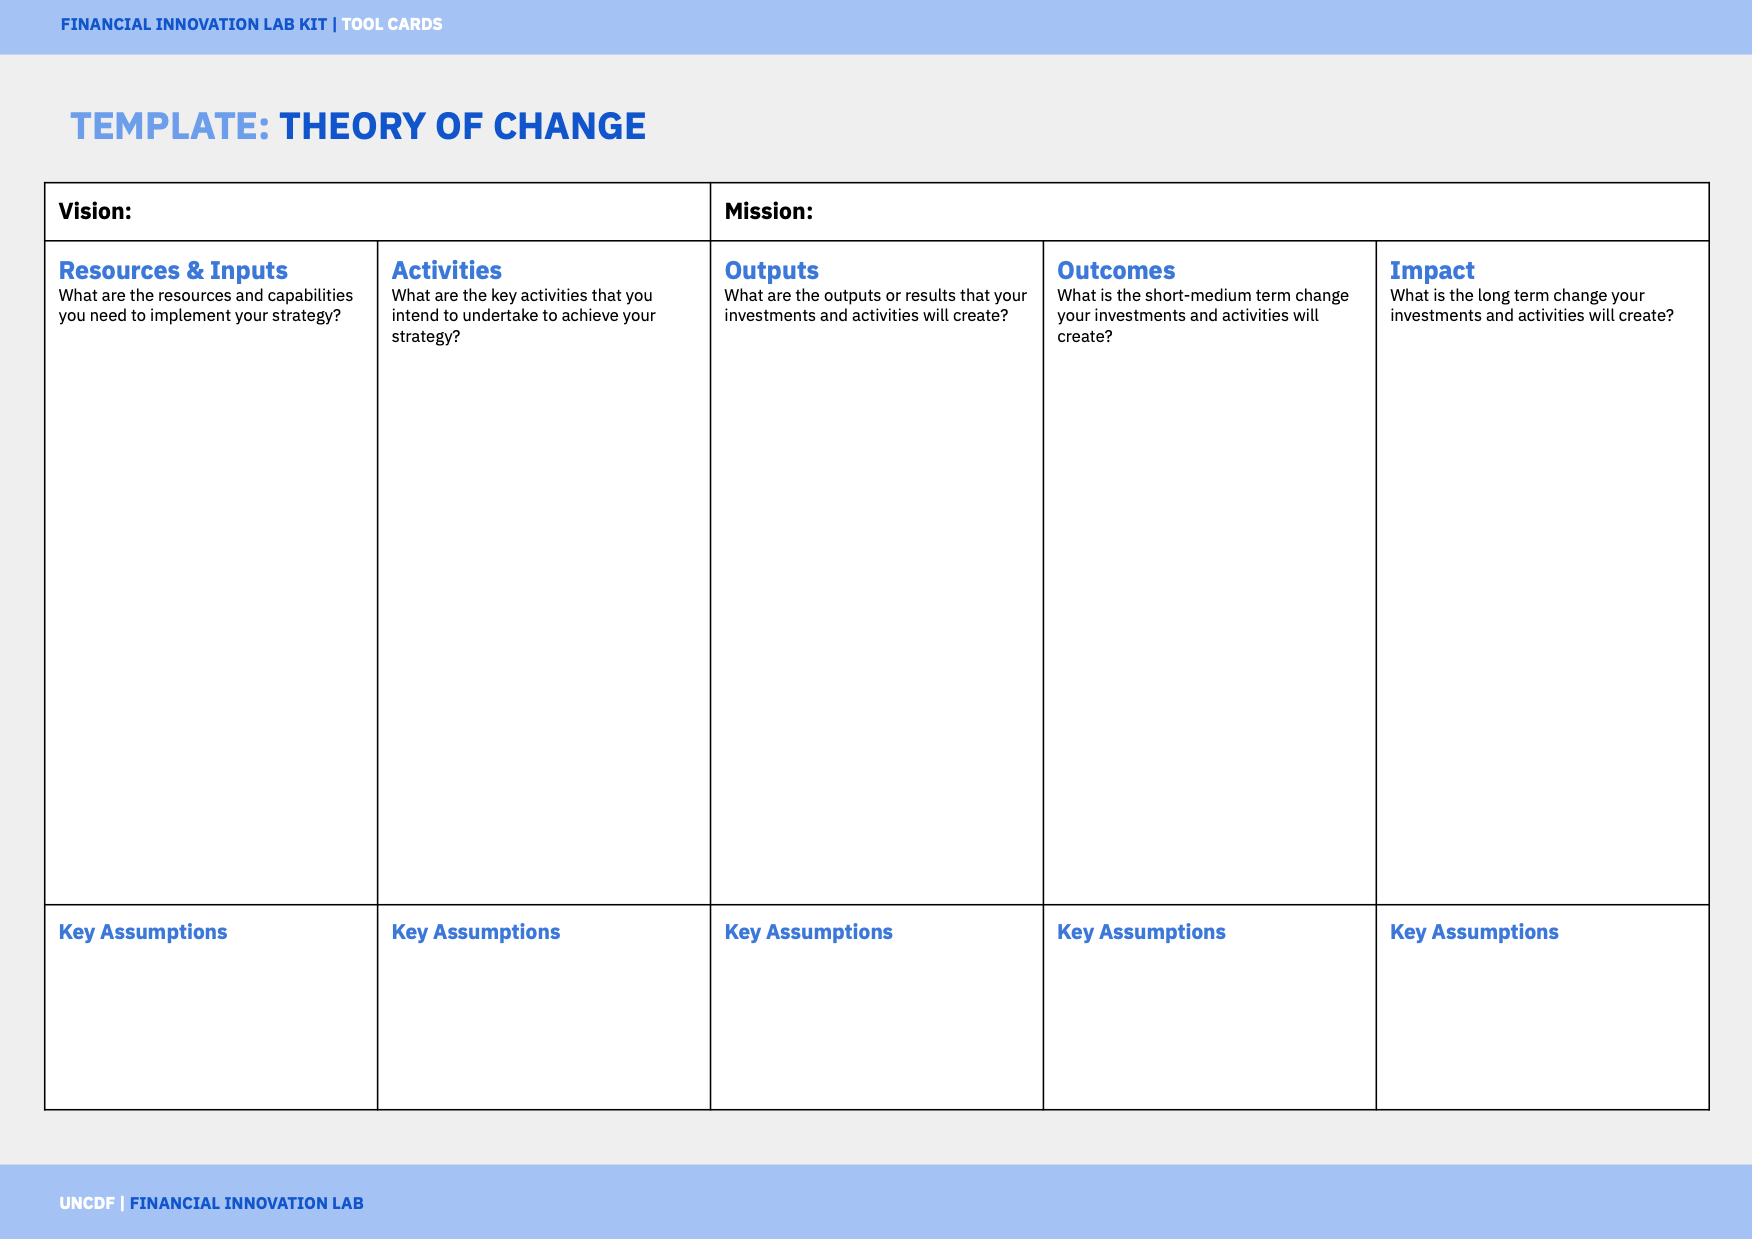 FINANCIAL INNOVATION LAB KIT | TOOL CARDS
TEMPLATE: THEORY OF CHANGE
Vision:
Mission:
Resources & Inputs
What are the resources and capabilities
you need to implement your strategy?
Activities
What are the key activities that you
intend to undertake to achieve your
strategy?
Outputs
What are the outputs or results that your
investments and activities will create?
Outcomes
What is the short-medium term change
your investments and activities will
create?
Impact
What is the long term change your
investments and activities will create?
Key Assumptions
Key Assumptions
Key Assumptions
Key Assumptions
Key Assumptions
UNCDF | FINANCIAL INNOVATION LAB